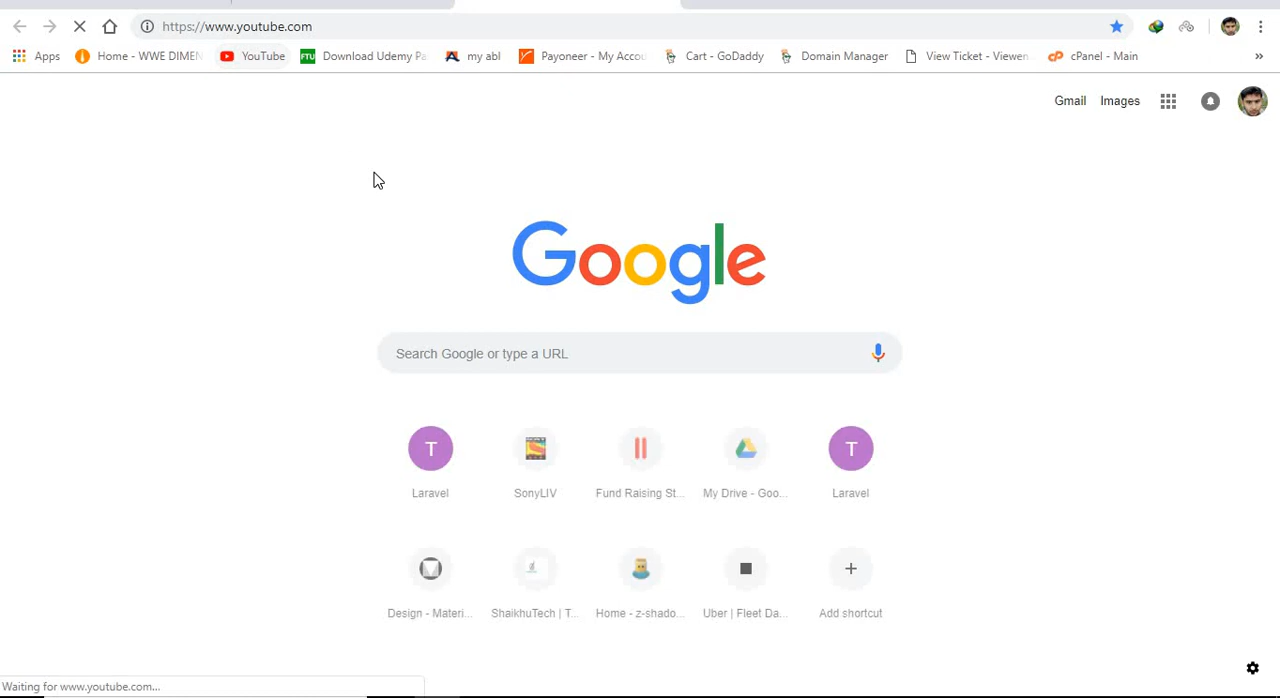 https://www.youtube.com
Apps Home - WWE DIMEN YouTube FTU Download Udemy Pa my abl Payoneer - My Accou Cart - GoDaddy Domain Manager View Ticket - Viewen cP cPanel - Main »
Gmail Images
Google
Search Google or type a URL
T T
Laravel SonyLIV Fund Raising St... My Drive - Goo... Laravel
Design - Materi... ShaikhuTech | T... Home - z-shado... Uber | Fleet Da... Add shortcut
Waiting for www.youtube.com...